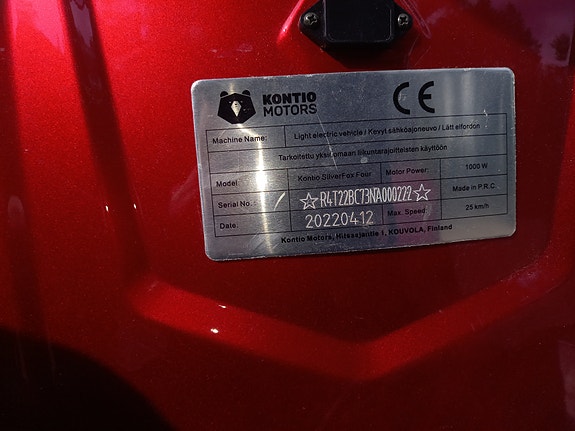 KONTIO
MOTORS
CE
Machine Name: Light electric vehicle / Kevyt sähköajoneuvo / Lätt elfordon
Tarkoitettu yksinomaan liikuntarajoitteisten käyttöön
Model Kontio SilverFox Four Motor Power: 1000 W
Serial No.: ☆R4T22BC73NA000222☆ Made in P.R.C.
Date: 20220412 Max. Speed: 25 km/h
Kontio Motors, 1, KOUVOLA, Finland